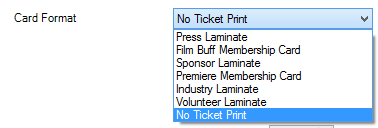 Card Format
No Ticket Print
Press Laminate
Film Buff Membership Card
Sponsor Laminate
Premiere Membership Card
Industry Laminate
Volunteer Laminate
No Ticket Print